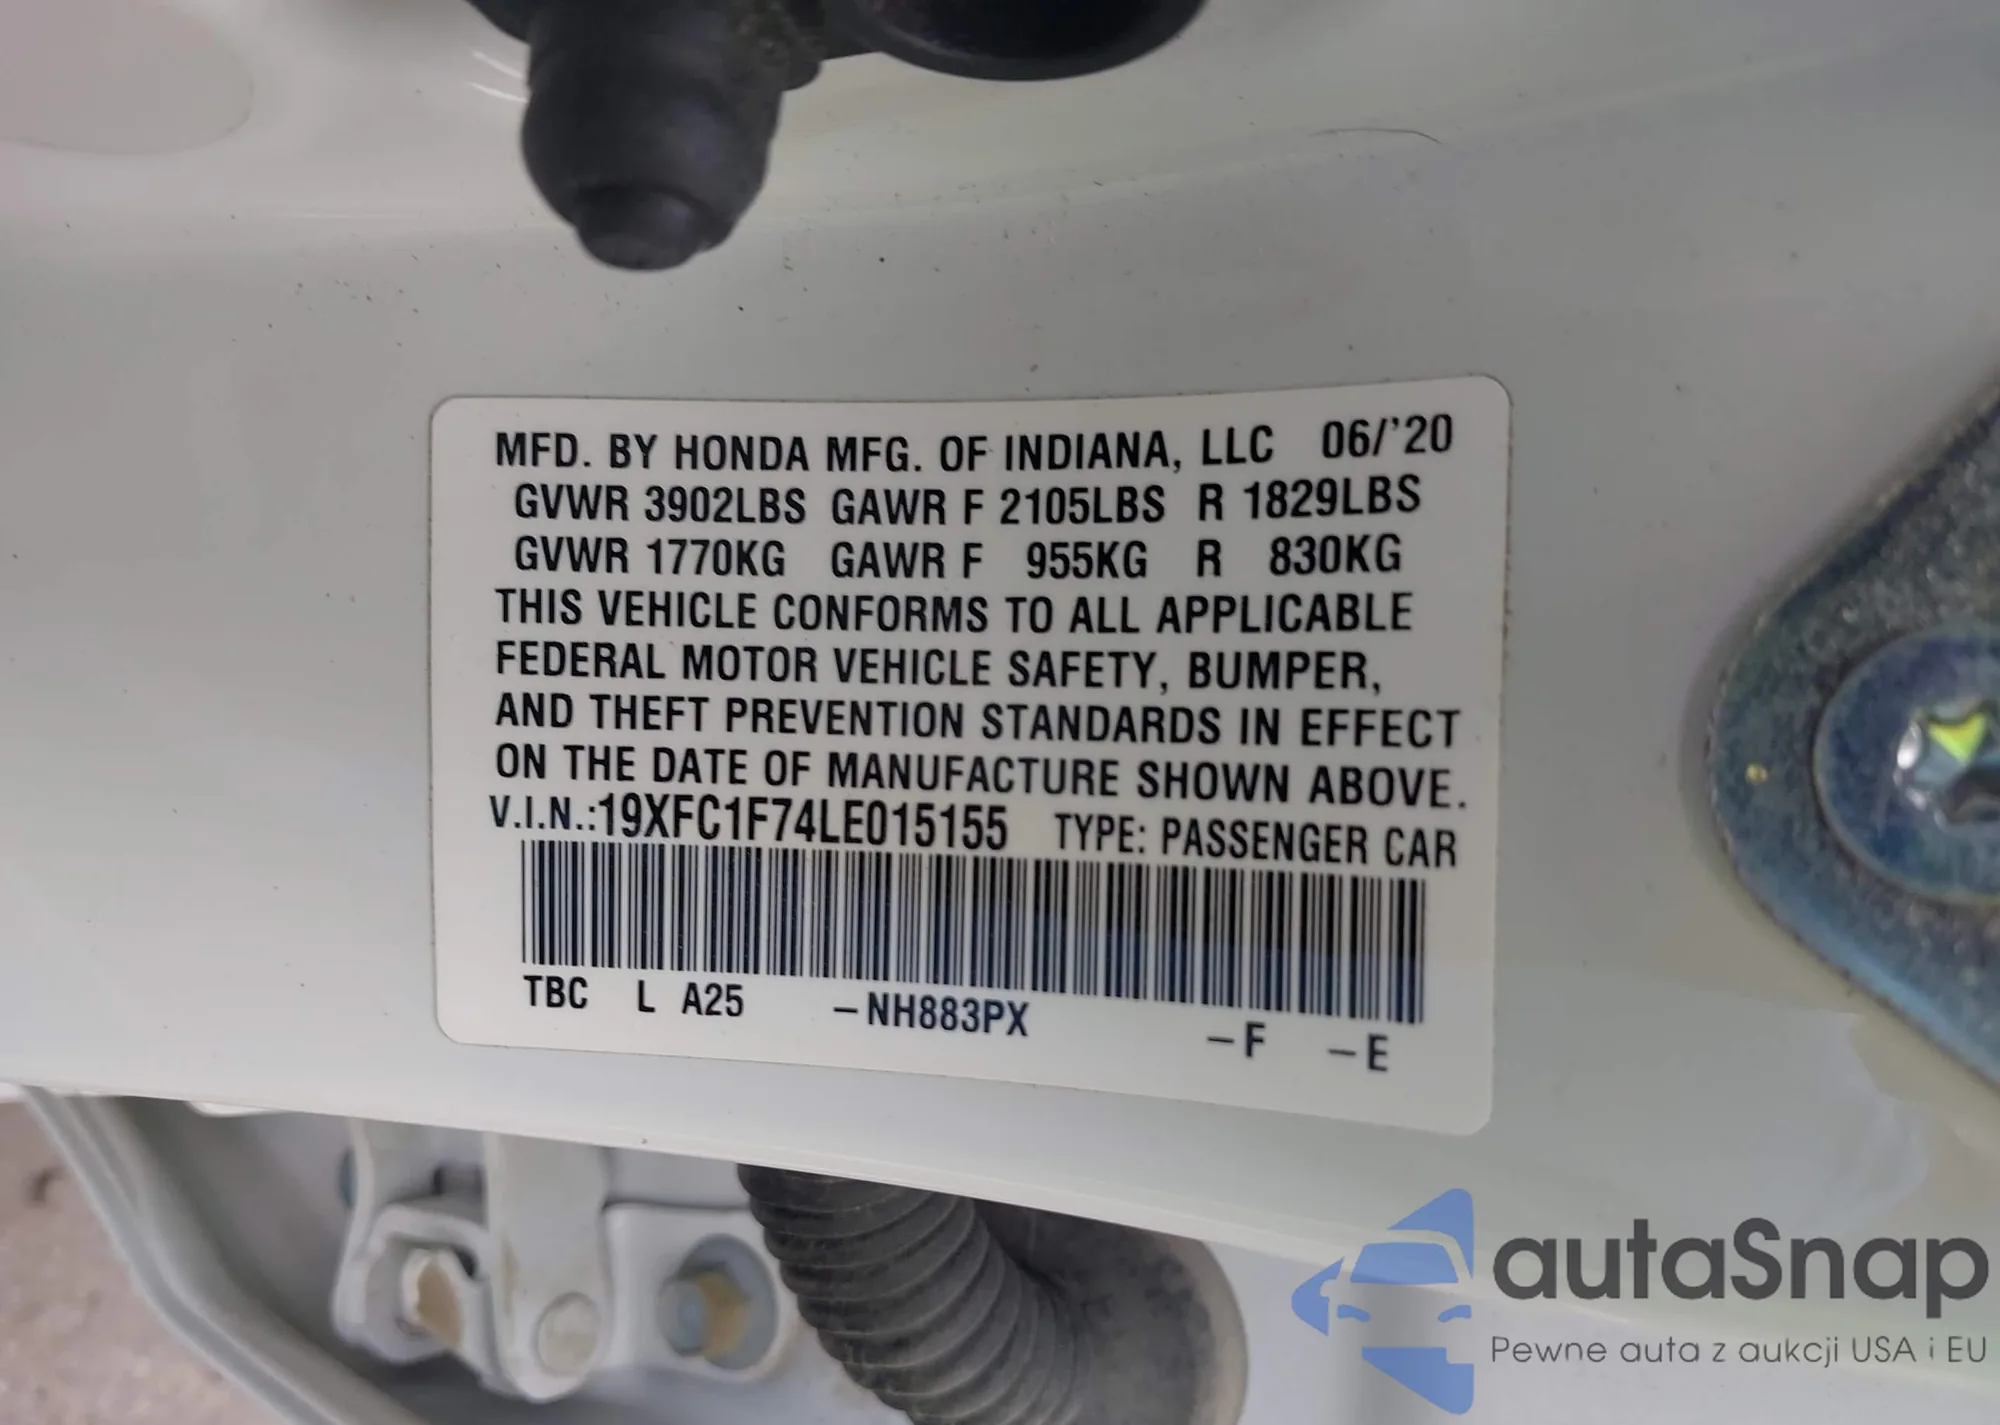 MFD. BY HONDA MFG. OF INDIANA, LLC 06/'20
GVWR 3902LBS GAWR F 2105LBS R 1829LBS
GVWR 1770KG GAWR F 955KG R 830KG
THIS VEHICLE CONFORMS TO ALL APPLICABLE
FEDERAL MOTOR VEHICLE SAFETY, BUMPER,
AND THEFT PREVENTION STANDARDS IN EFFECT
ON THE DATE OF MANUFACTURE SHOWN ABOVE.
V.I.N.:19XFC1F74LE015155 TYPE: PASSENGER CAR
TBC L A25 –NH883PX –F –E
autaSnap
Pewne auta z aukcji USA i EU